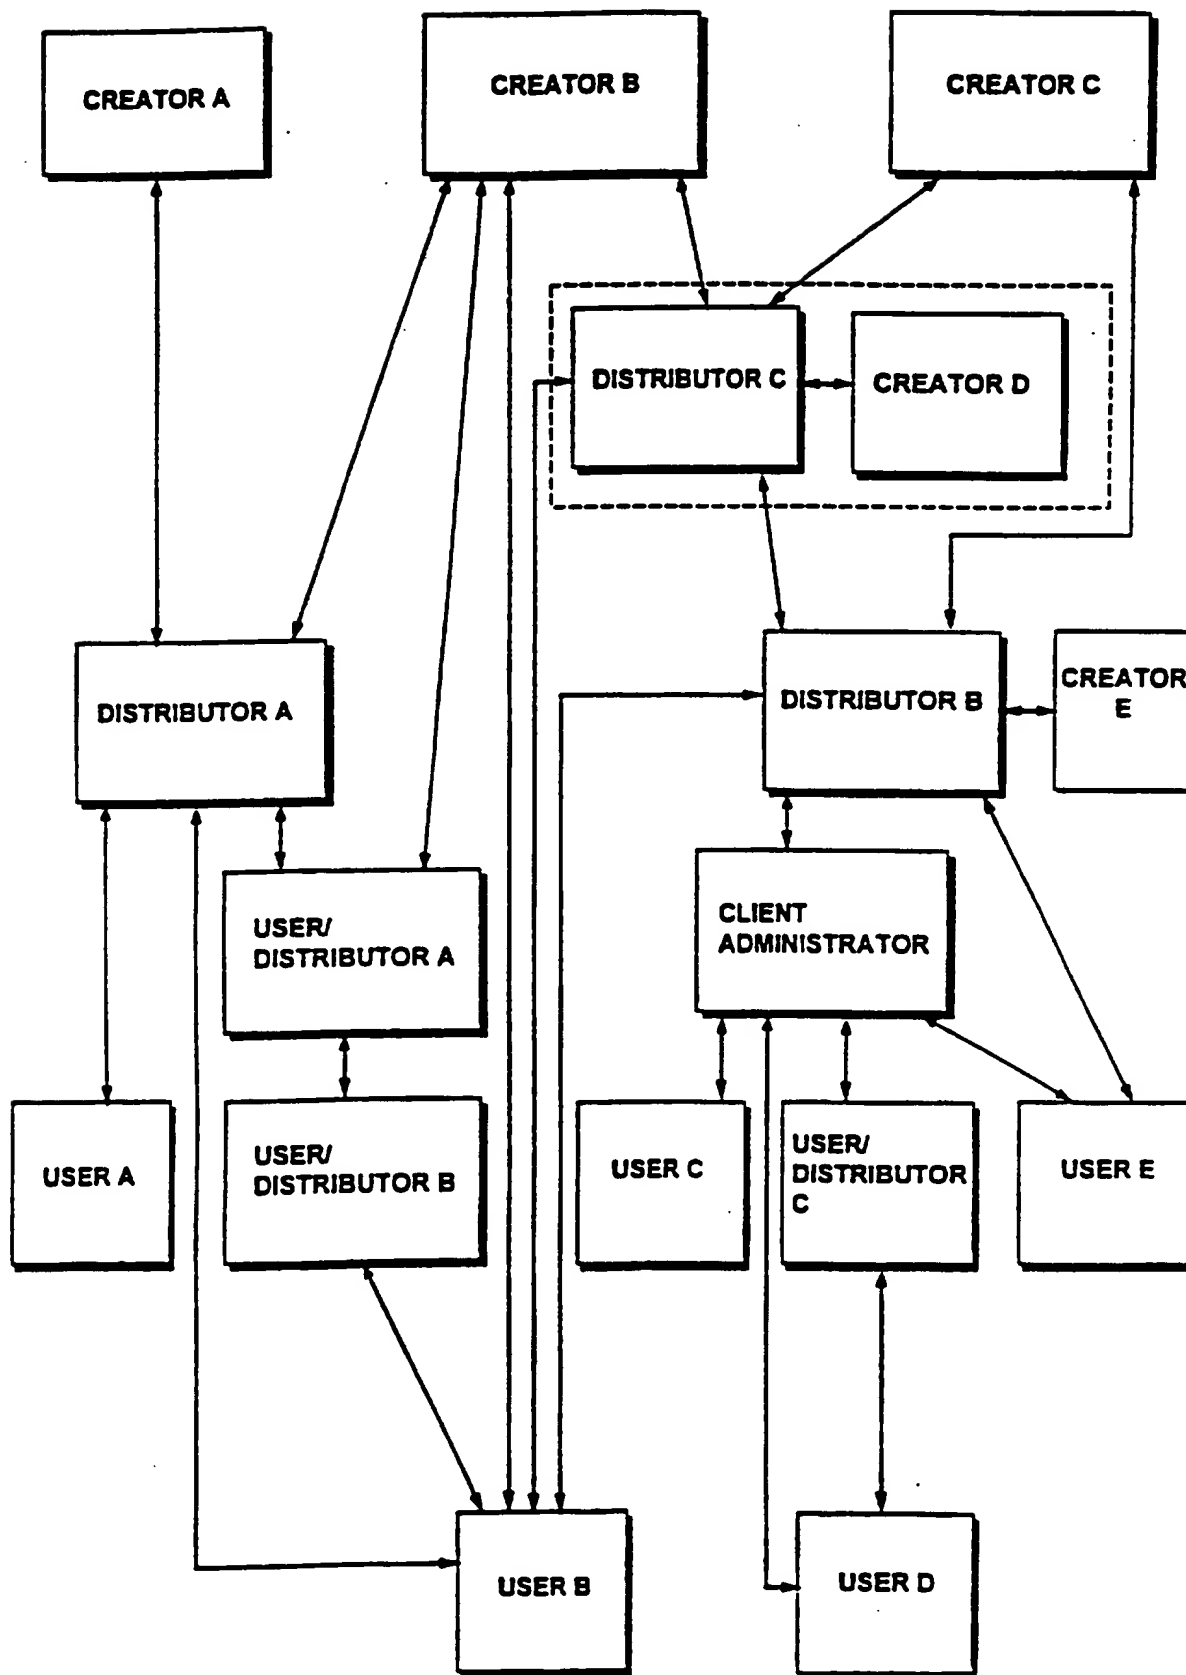 CREATOR A
CREATOR B
CREATOR C
DISTRIBUTOR C
CREATOR D
DISTRIBUTOR A
DISTRIBUTOR B
CREATOR
E
USER/
DISTRIBUTOR A
CLIENT
ADMINISTRATOR
USER A
USER/
DISTRIBUTOR B
USER C
USER/
DISTRIBUTOR
C
USER E
USER B
USER D